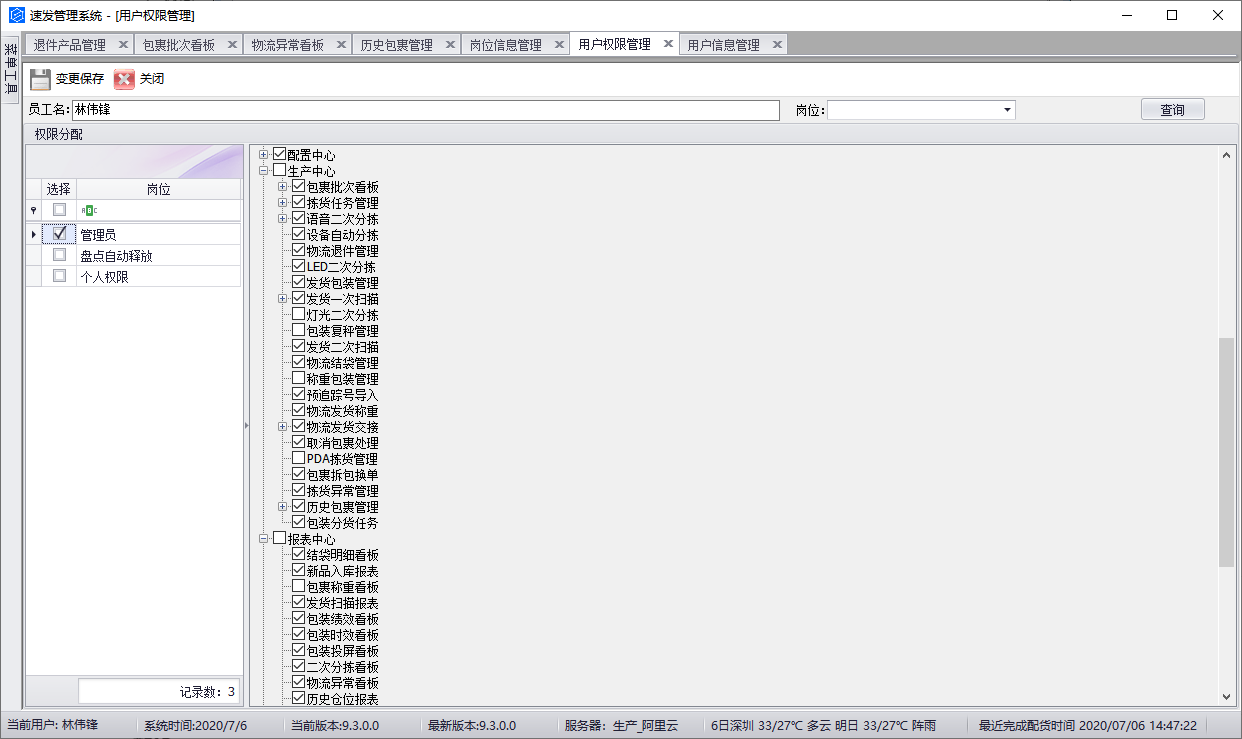 速发管理系统 - [用户权限管理]
退件产品管理 包裹批次看板 物流异常看板 历史包裹管理 岗位信息管理 用户权限管理 用户信息管理
菜单工具
变更保存 关闭
员工名: 林伟锋 岗位: 查询
权限分配
选择 岗位
ABC
管理员
盘点自动释放
个人权限
记录数: 3
配置中心
生产中心
包裹批次看板
拣货任务管理
语音二次分拣
设备自动分拣
物流退件管理
LED二次分拣
发货包装管理
发货一次扫描
灯光二次分拣
包装复秤管理
发货二次扫描
物流结袋管理
称重包装管理
预追踪号导入
物流发货称重
物流发货交接
取消包裹处理
PDA拣货管理
包裹拆包换单
拣货异常管理
历史包裹管理
包装分货任务
报表中心
结袋明细看板
新品入库报表
包裹称重看板
发货扫描报表
包装绩效看板
包装时效看板
包装投屏看板
二次分拣看板
物流异常看板
历史仓位报表
当前用户: 林伟锋 系统时间:2020/7/6 当前版本:9.3.0.0 最新版本:9.3.0.0 服务器: 生产_阿里云 6日深圳 33/27℃ 多云 明日 33/27℃ 阵雨 最近完成配货时间 2020/07/06 14:47:22